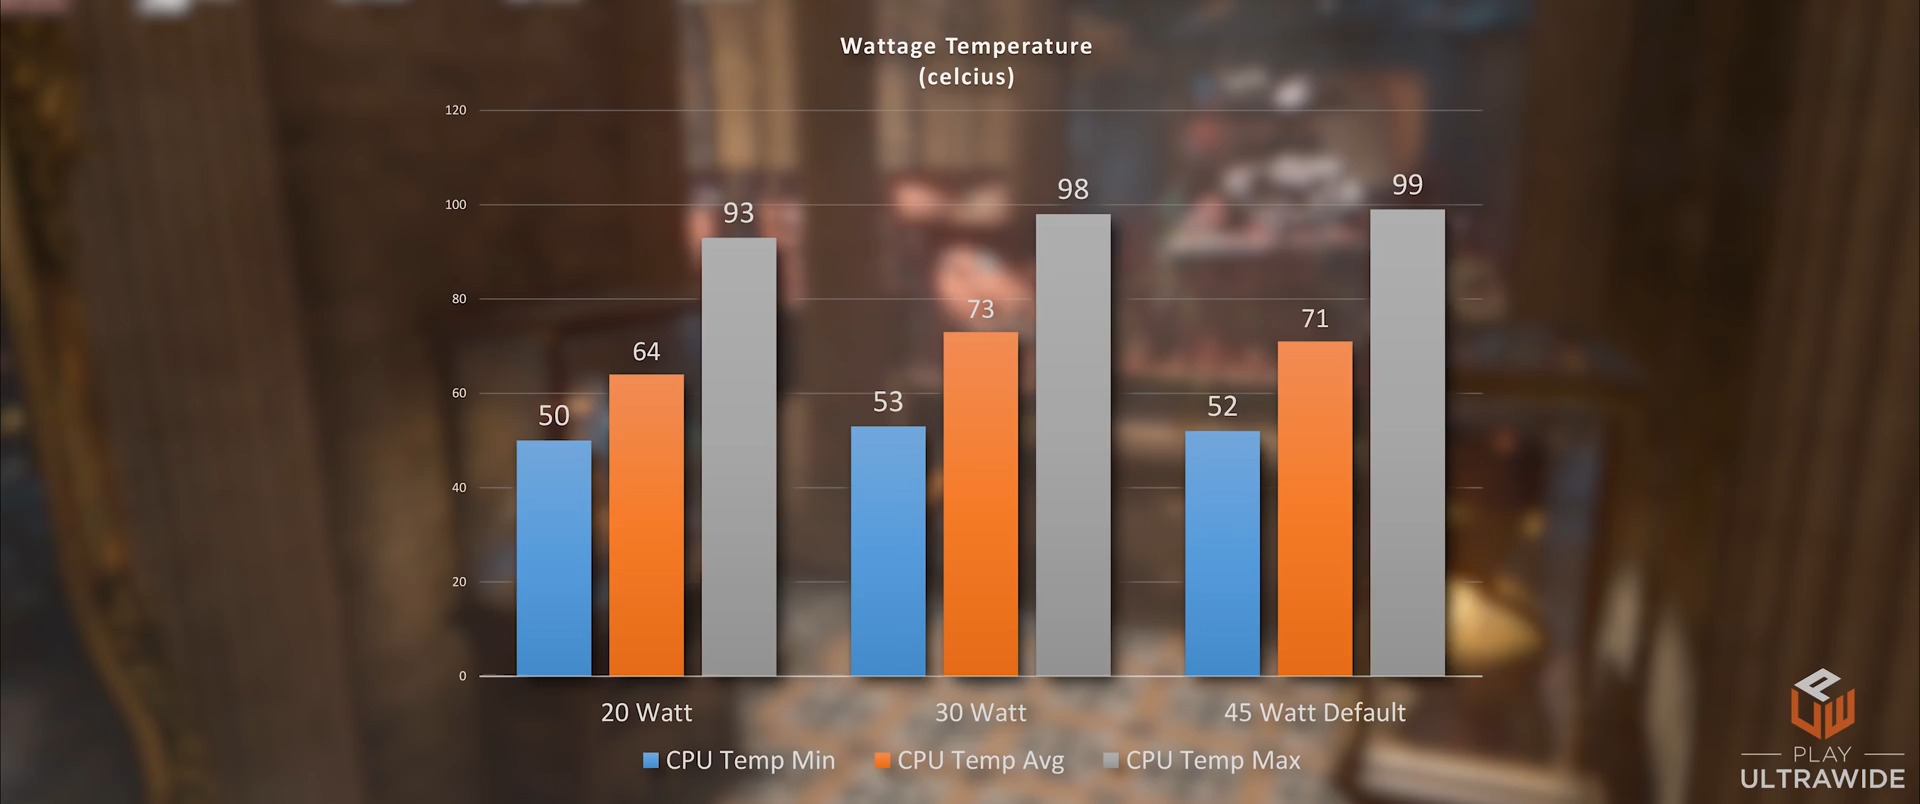 Wattage Temperature
(celcius)
120
100
80
60
40
20
0
50
64
93
53
73
98
52
71
99
20 Watt
30 Watt
45 Watt Default
CPU Temp Min
CPU Temp Avg
CPU Temp Max
PLAY
ULTRAWIDE